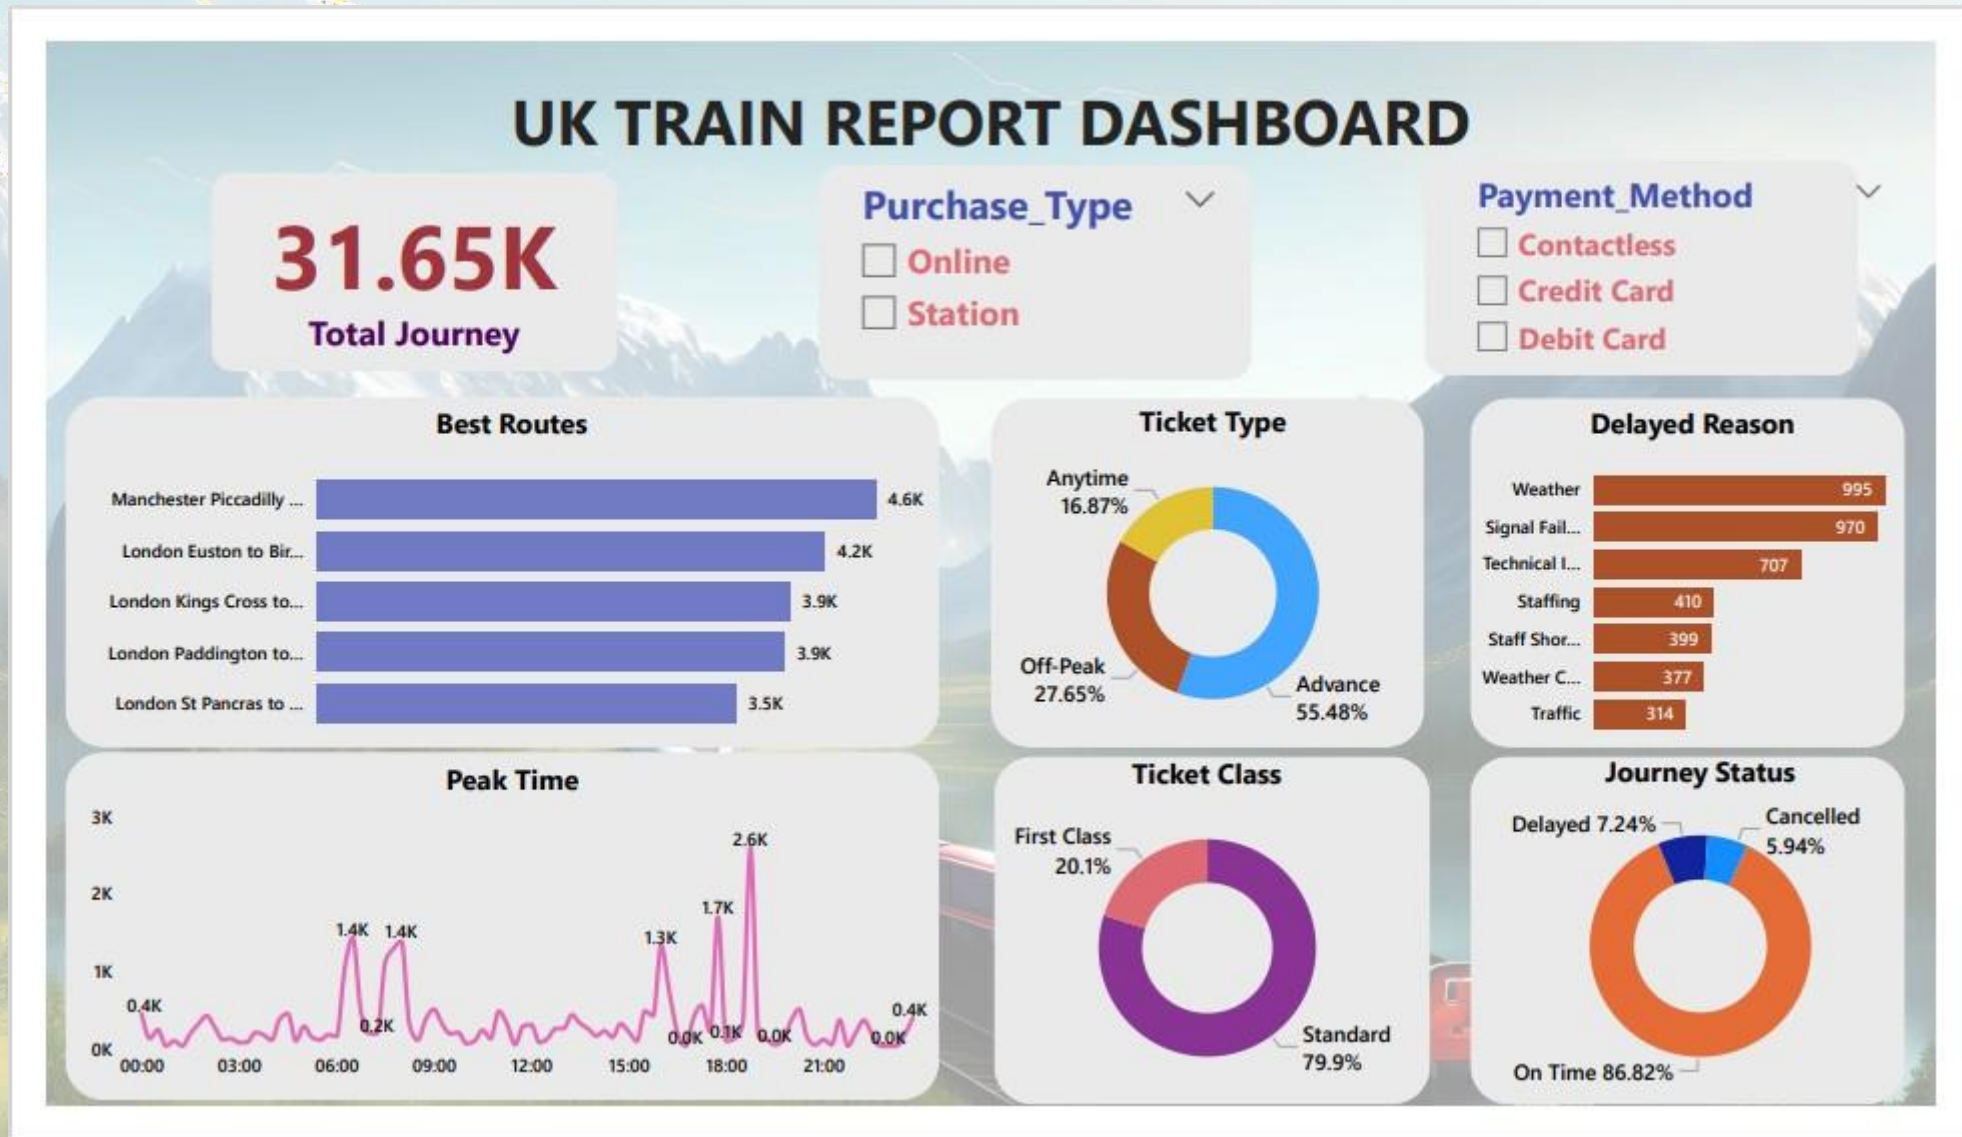 UK TRAIN REPORT DASHBOARD
31.65K
Total Journey
Purchase_Type
Online
Station
Payment_Method
Contactless
Credit Card
Debit Card
Best Routes
Manchester Piccadilly ... 4.6K
London Euston to Bir... 4.2K
London Kings Cross to... 3.9K
London Paddington to... 3.9K
London St Pancras to ... 3.5K
Ticket Type
Anytime
16.87%
Off-Peak
27.65%
Advance
55.48%
Delayed Reason
Weather 995
Signal Fail... 970
Technical I... 707
Staffing 410
Staff Shor... 399
Weather C... 377
Traffic 314
Peak Time
3K
2K
1K
0K
0.4K
1.4K
0.2K
1.4K
1.3K
0.0K
1.7K
0.1K
2.6K
0.0K
0.0K
0.4K
00:00 03:00 06:00 09:00 12:00 15:00 18:00 21:00
Ticket Class
First Class
20.1%
Standard
79.9%
Journey Status
Delayed 7.24%
Cancelled
5.94%
On Time 86.82%